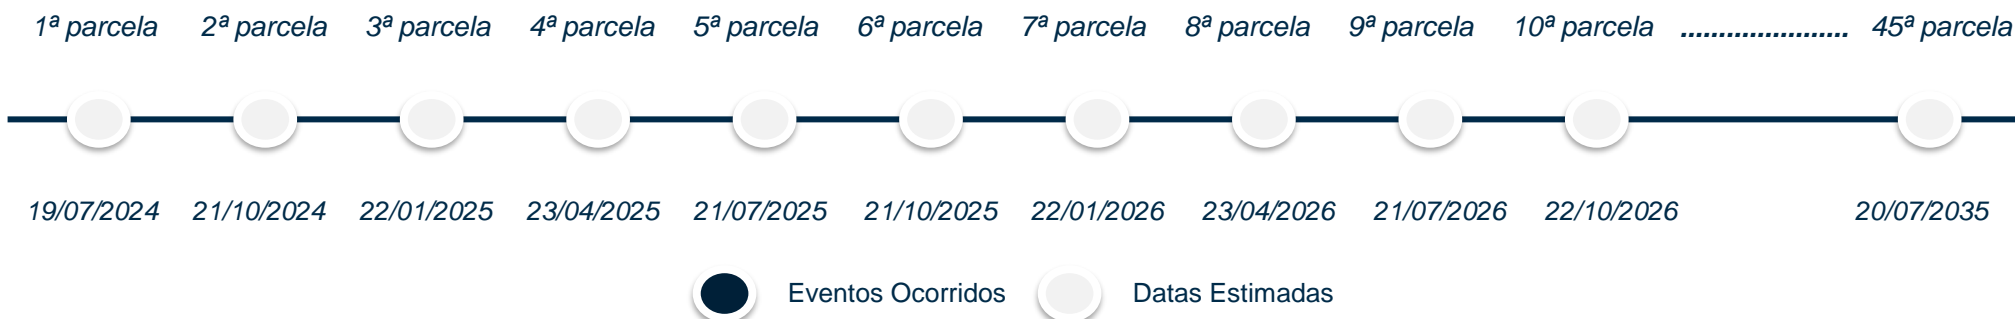 1ª parcela 2ª parcela 3ª parcela 4ª parcela 5ª parcela 6ª parcela 7ª parcela 8ª parcela 9ª parcela 10ª parcela ...................... 45ª parcela
19/07/2024 21/10/2024 22/01/2025 23/04/2025 21/07/2025 21/10/2025 22/01/2026 23/04/2026 21/07/2026 22/10/2026 20/07/2035
Eventos Ocorridos Datas Estimadas